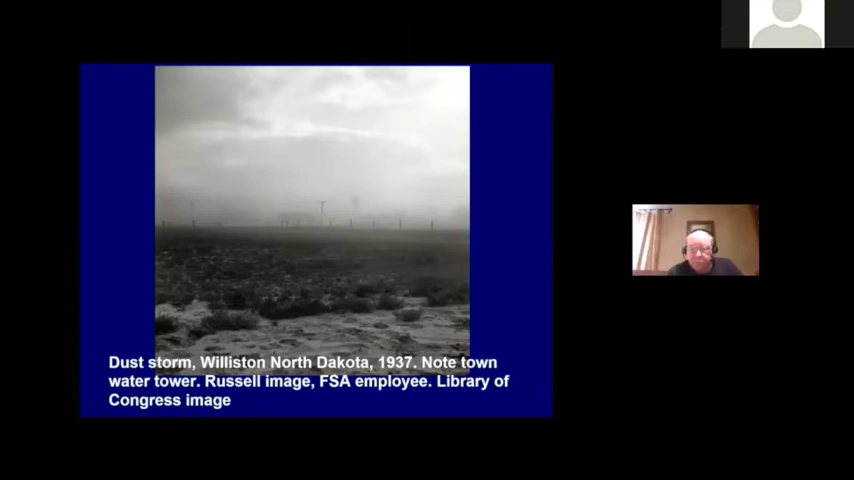 Dust storm, Williston North Dakota, 1937. Note town
water tower. Russell image, FSA employee. Library of
Congress image